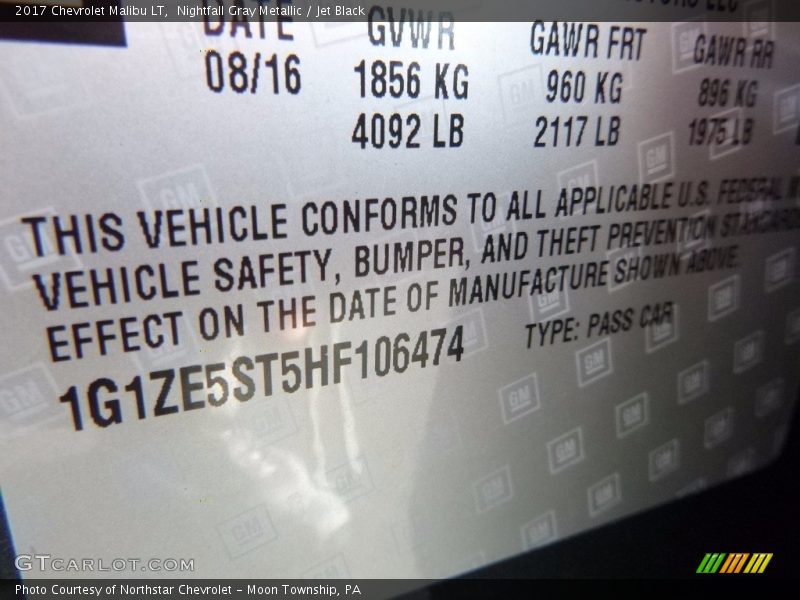 2017 Chevrolet Malibu LT, Nightfall Gray Metallic / Jet Black
DATE GVWR GAWR FRT GAWR RR
08/16 1856 KG 960 KG 896 KG
4092 LB 2117 LB 1975 LB
THIS VEHICLE CONFORMS TO ALL APPLICABLE U.S. FEDERAL
VEHICLE SAFETY, BUMPER, AND THEFT PREVENTION STANDARDS
EFFECT ON THE DATE OF MANUFACTURE SHOWN ABOVE.
1G1ZE5ST5HF106474 TYPE: PASS CAR
GTCARLOT.COM
Photo Courtesy of Northstar Chevrolet - Moon Township, PA